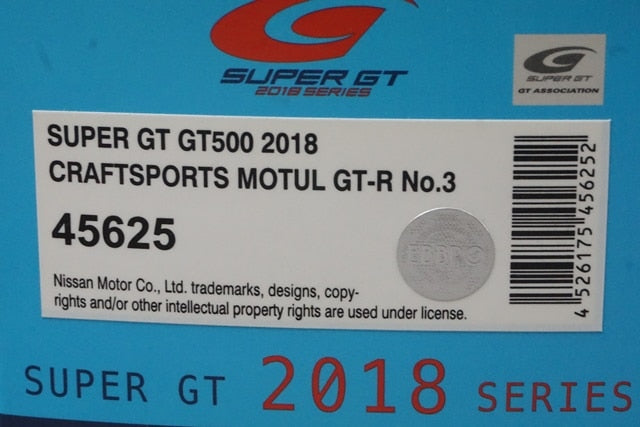 SUPER GT
2018 SERIES
SUPER GT
GT ASSOCIATION
SUPER GT GT500 2018
CRAFTSPORTS MOTUL GT-R No.3
45625
EBBRO
Nissan Motor Co., Ltd. trademarks, designs, copy-
rights and/or other intellectual property rights are used under license.
4 526175 456252
SUPER GT 2018 SERIES